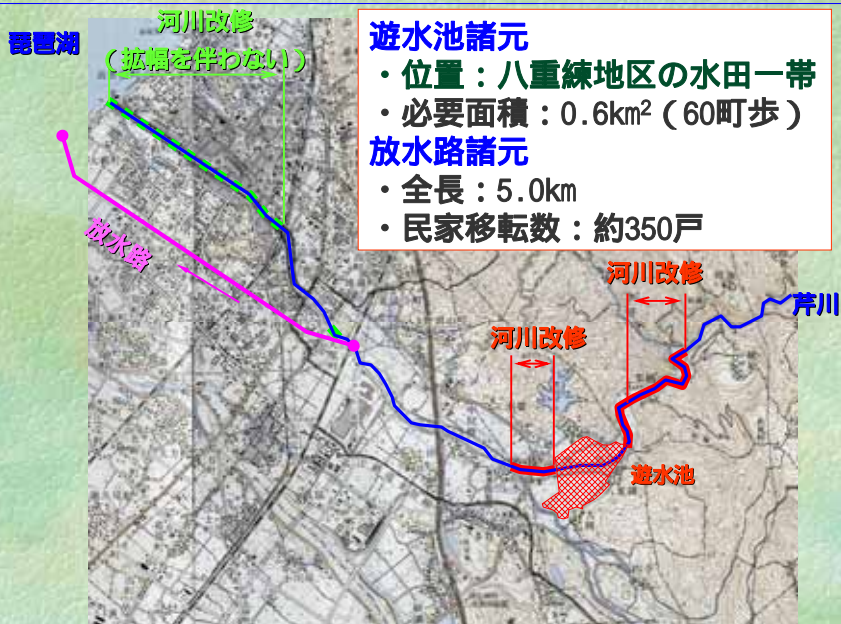 琵琶湖
河川改修
（拡幅を伴わない）
遊水池諸元
・位置：八重練地区の水田一帯
・必要面積：0.6km²（60町歩）
放水路諸元
・全長：5.0km
・民家移転数：約350戸
放水路
河川改修
芹川
河川改修
遊水池